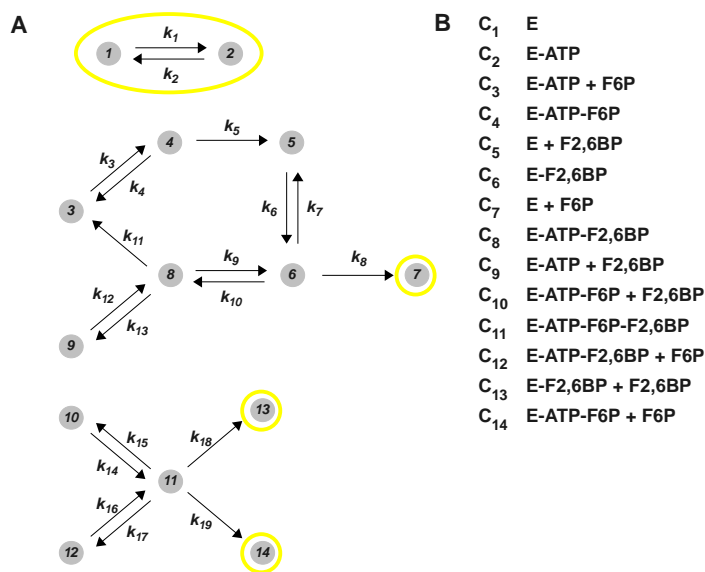 A
B
k1
1
2
k2
k5
4
5
k3
k4
k6
k7
3
k11
k9
k8
8
6
7
k12
k10
k13
9
10
13
k15
k18
k14
11
k16
k17
k19
12
14
C1 E
C2 E-ATP
C3 E-ATP + F6P
C4 E-ATP-F6P
C5 E + F2,6BP
C6 E-F2,6BP
C7 E + F6P
C8 E-ATP-F2,6BP
C9 E-ATP + F2,6BP
C10 E-ATP-F6P + F2,6BP
C11 E-ATP-F6P-F2,6BP
C12 E-ATP-F2,6BP + F6P
C13 E-F2,6BP + F2,6BP
C14 E-ATP-F6P + F6P